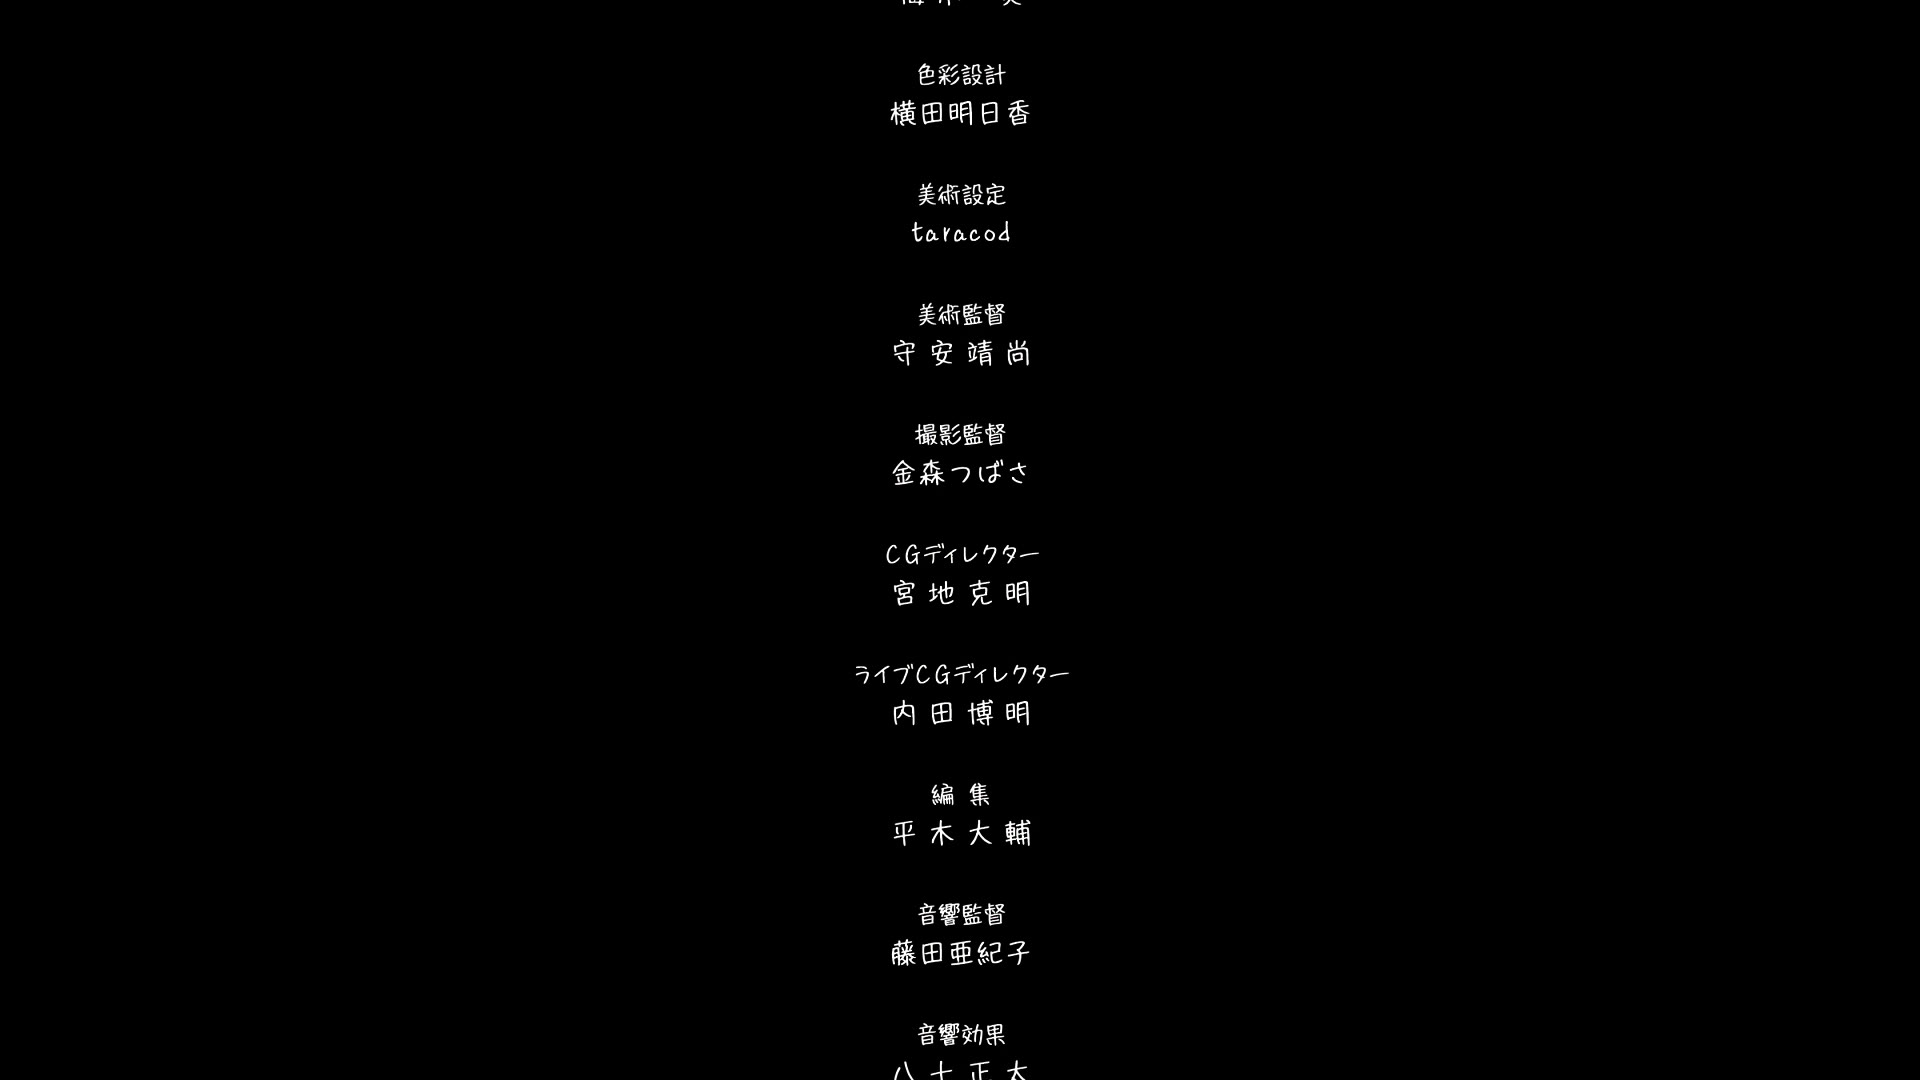 色彩設計
横田明日香
美術設定
taracod
美術監督
守安靖尚
撮影監督
金森つばさ
CGディレクター
宮地克明
ライブCGディレクター
内田博明
編集
平木大輔
音響監督
藤田亜紀子
音響効果
八十正太